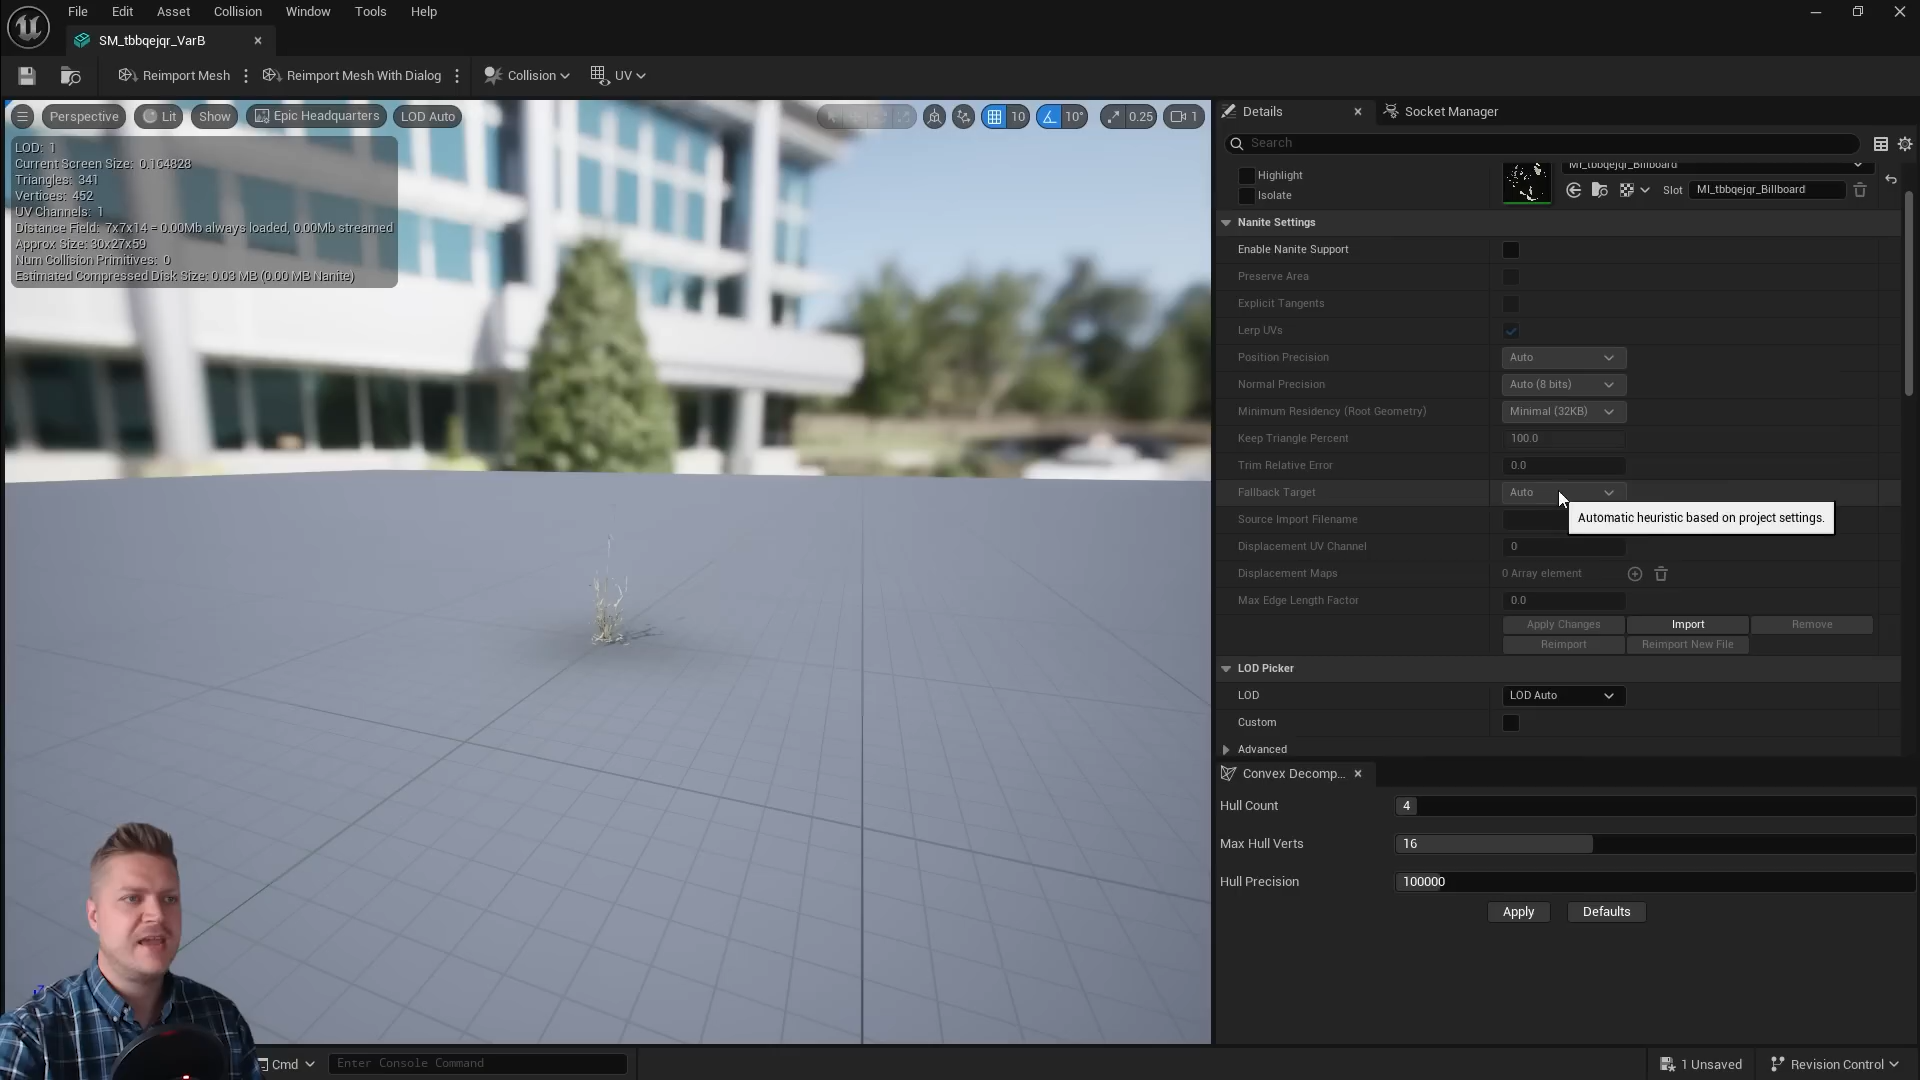 File Edit Asset Collision Window Tools Help
SM_tbbqejqr_VarB
Reimport Mesh Reimport Mesh With Dialog Collision UV
Perspective Lit Show Epic Headquarters LOD Auto 10 10° 0.25 1
LOD: 1
Current Screen Size: 0.164828
Triangles: 341
Vertices: 452
UV Channels: 1
Distance Field: 7x7x14 = 0.00Mb always loaded, 0.00Mb streamed
Approx Size: 30x27x59
Num Collision Primitives: 0
Estimated Compressed Disk Size: 0.03 MB (0.00 MB Nanite)
Details Socket Manager
Search
MI_tbbqejqr_Billboard
Highlight
Isolate
Slot MI_tbbqejqr_Billboard
Nanite Settings
Enable Nanite Support
Preserve Area
Explicit Tangents
Lerp UVs
Position Precision Auto
Normal Precision Auto (8 bits)
Minimum Residency (Root Geometry) Minimal (32KB)
Keep Triangle Percent 100.0
Trim Relative Error 0.0
Fallback Target Auto
Automatic heuristic based on project settings.
Source Import Filename
Displacement UV Channel 0
Displacement Maps 0 Array element
Max Edge Length Factor 0.0
Apply Changes Import Remove
Reimport Reimport New File
LOD Picker
LOD LOD Auto
Custom
Advanced
Convex Decomp...
Hull Count 4
Max Hull Verts 16
Hull Precision 100000
Apply Defaults
Cmd Enter Console Command
1 Unsaved Revision Control